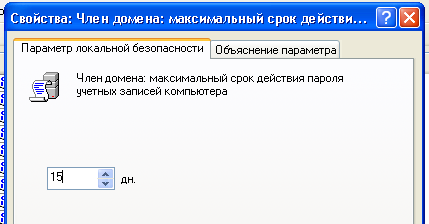 Свойства: Член домена: максимальный срок действи...
Параметр локальной безопасности
Объяснение параметра
Член домена: максимальный срок действия пароля
учетных записей компьютера
15
дн.